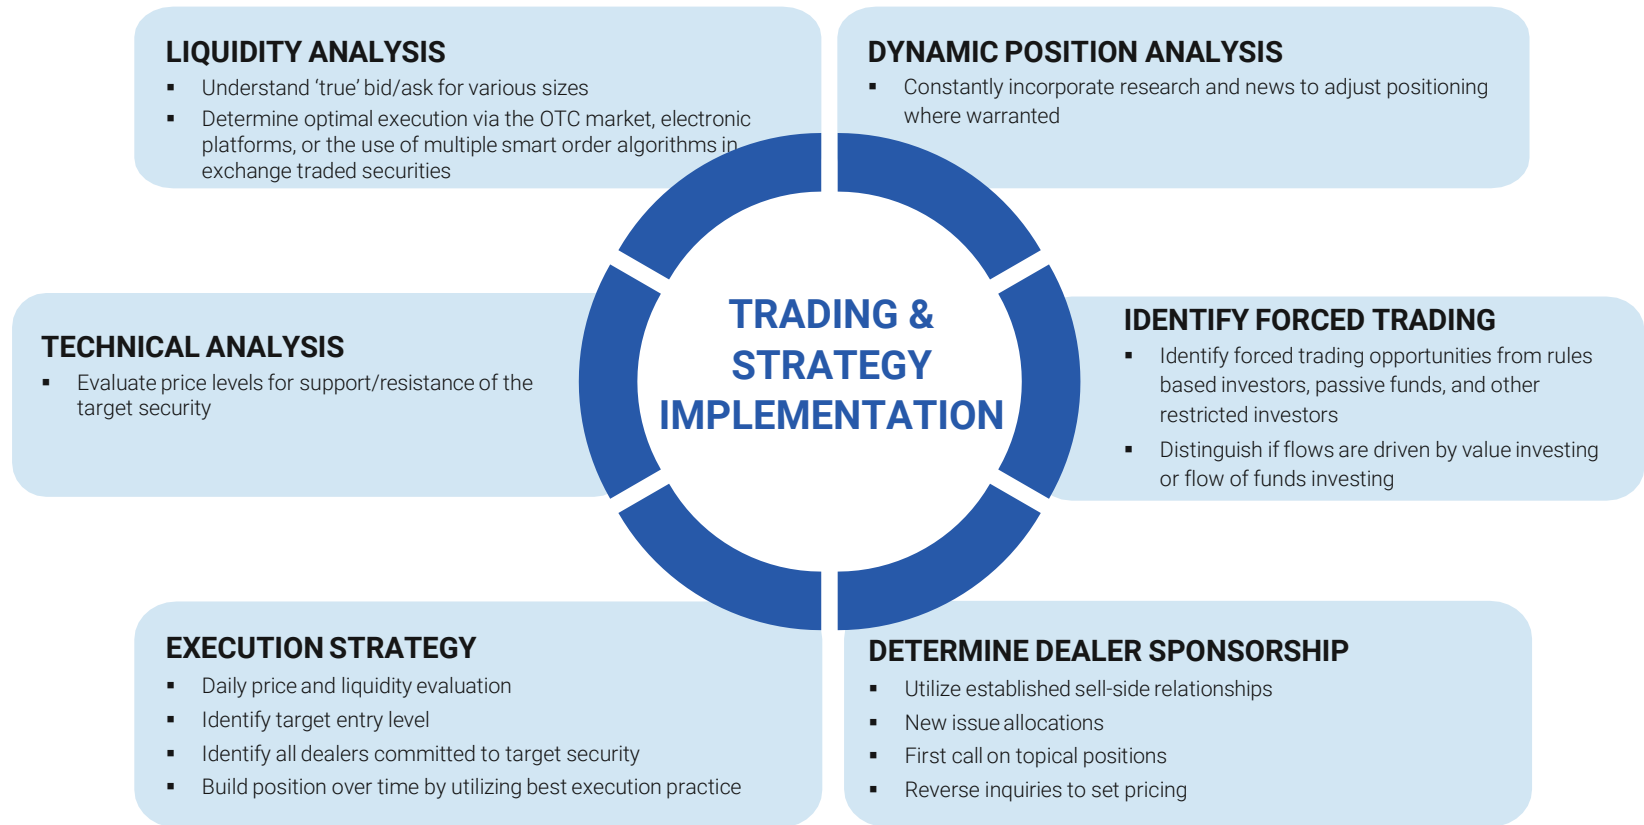 LIQUIDITY ANALYSIS
▪ Understand ‘true’ bid/ask for various sizes
▪ Determine optimal execution via the OTC market, electronic
platforms, or the use of multiple smart order algorithms in
exchange traded securities
DYNAMIC POSITION ANALYSIS
▪ Constantly incorporate research and news to adjust positioning
where warranted
TECHNICAL ANALYSIS
▪ Evaluate price levels for support/resistance of the
target security
TRADING &
STRATEGY
IMPLEMENTATION
IDENTIFY FORCED TRADING
▪ Identify forced trading opportunities from rules
based investors, passive funds, and other
restricted investors
▪ Distinguish if flows are driven by value investing
or flow of funds investing
EXECUTION STRATEGY
▪ Daily price and liquidity evaluation
▪ Identify target entry level
▪ Identify all dealers committed to target security
▪ Build position over time by utilizing best execution practice
DETERMINE DEALER SPONSORSHIP
▪ Utilize established sell-side relationships
▪ New issue allocations
▪ First call on topical positions
▪ Reverse inquiries to set pricing